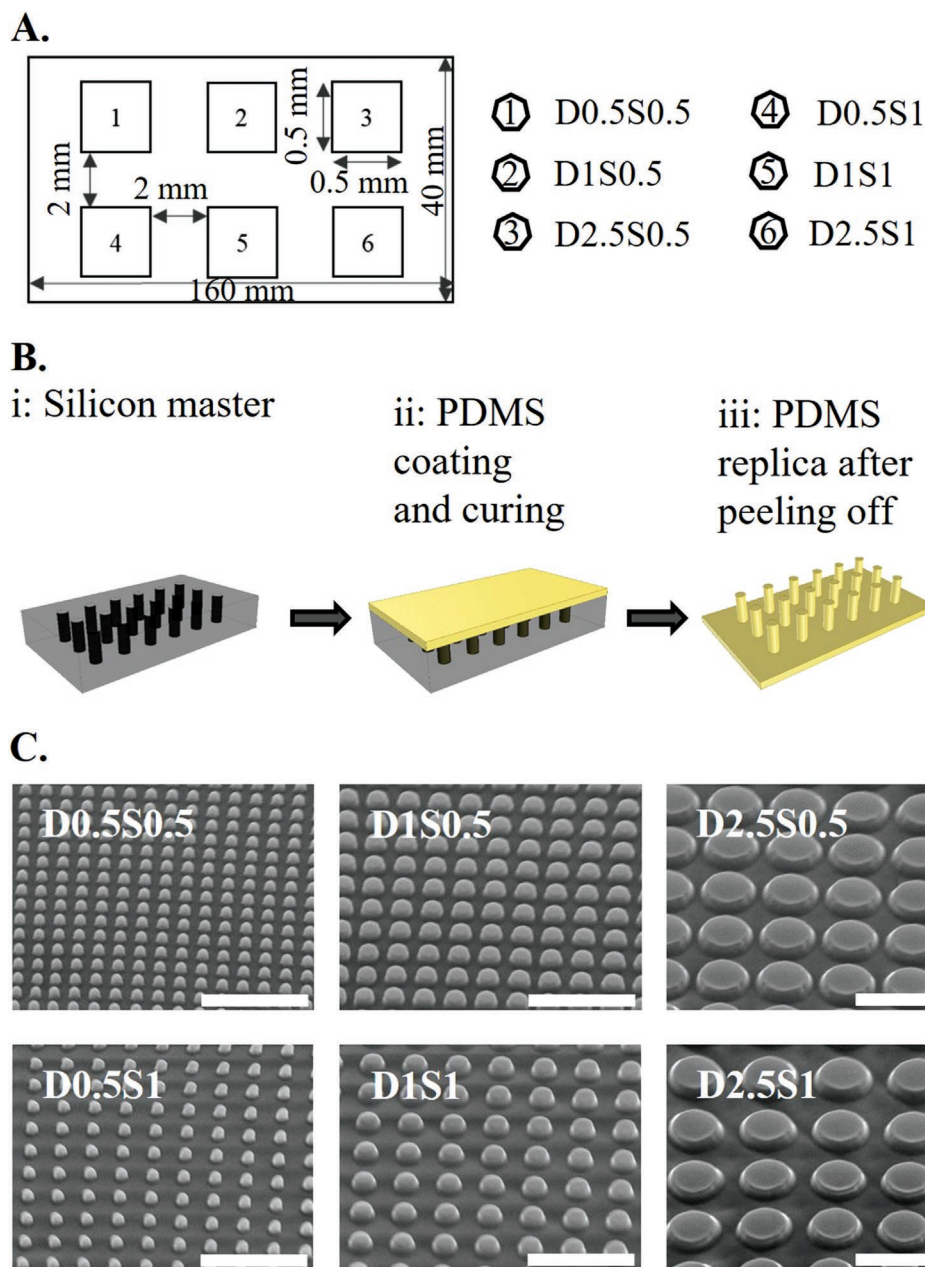 A.
1
2
3
0.5 mm
0.5 mm
2 mm
2 mm
40 mm
4
5
6
160 mm
1 D0.5S0.5
4 D0.5S1
2 D1S0.5
5 D1S1
3 D2.5S0.5
6 D2.5S1
B.
i: Silicon master
ii: PDMS
coating
and curing
iii: PDMS
replica after
peeling off
C.
D0.5S0.5
D1S0.5
D2.5S0.5
D0.5S1
D1S1
D2.5S1